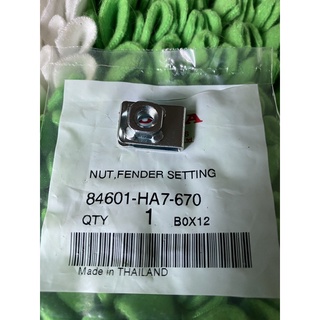 NUT,FENDER SETTING
84601-HA7-670
QTY 1 B0X12
Made in THAILAND